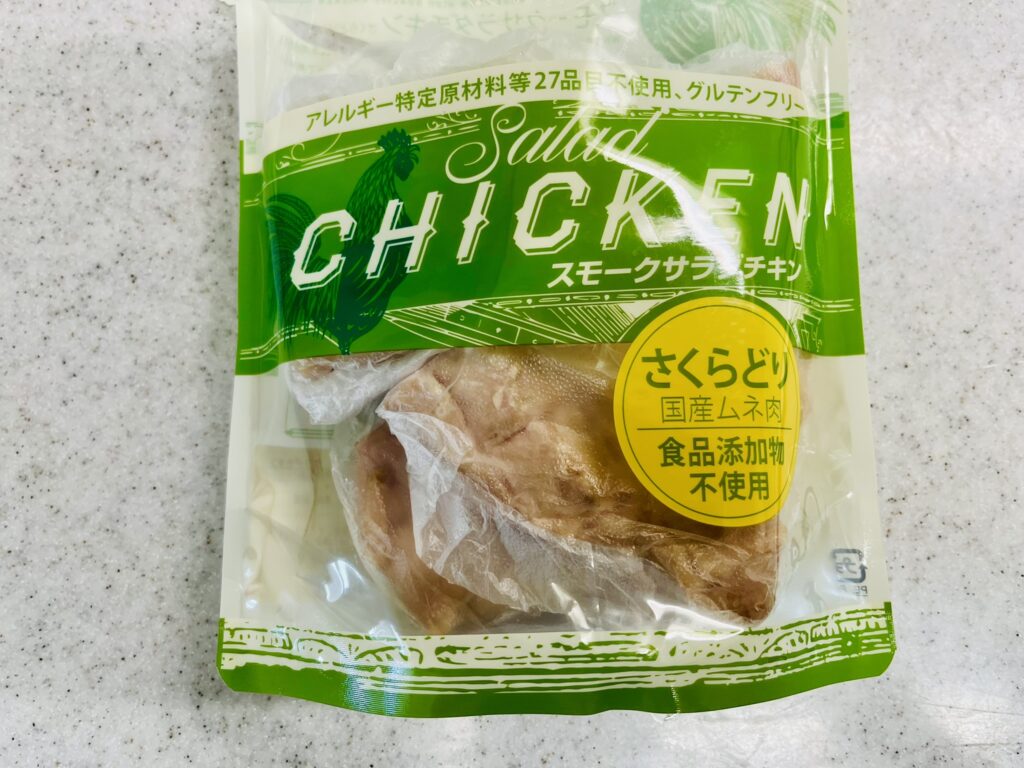 アレルギー特定原材料等27品目不使用、グルテンフリー
Salad
CHICKEN
スモークサラダチキン
さくらどり
国産ムネ肉
食品添加物
不使用
プラ